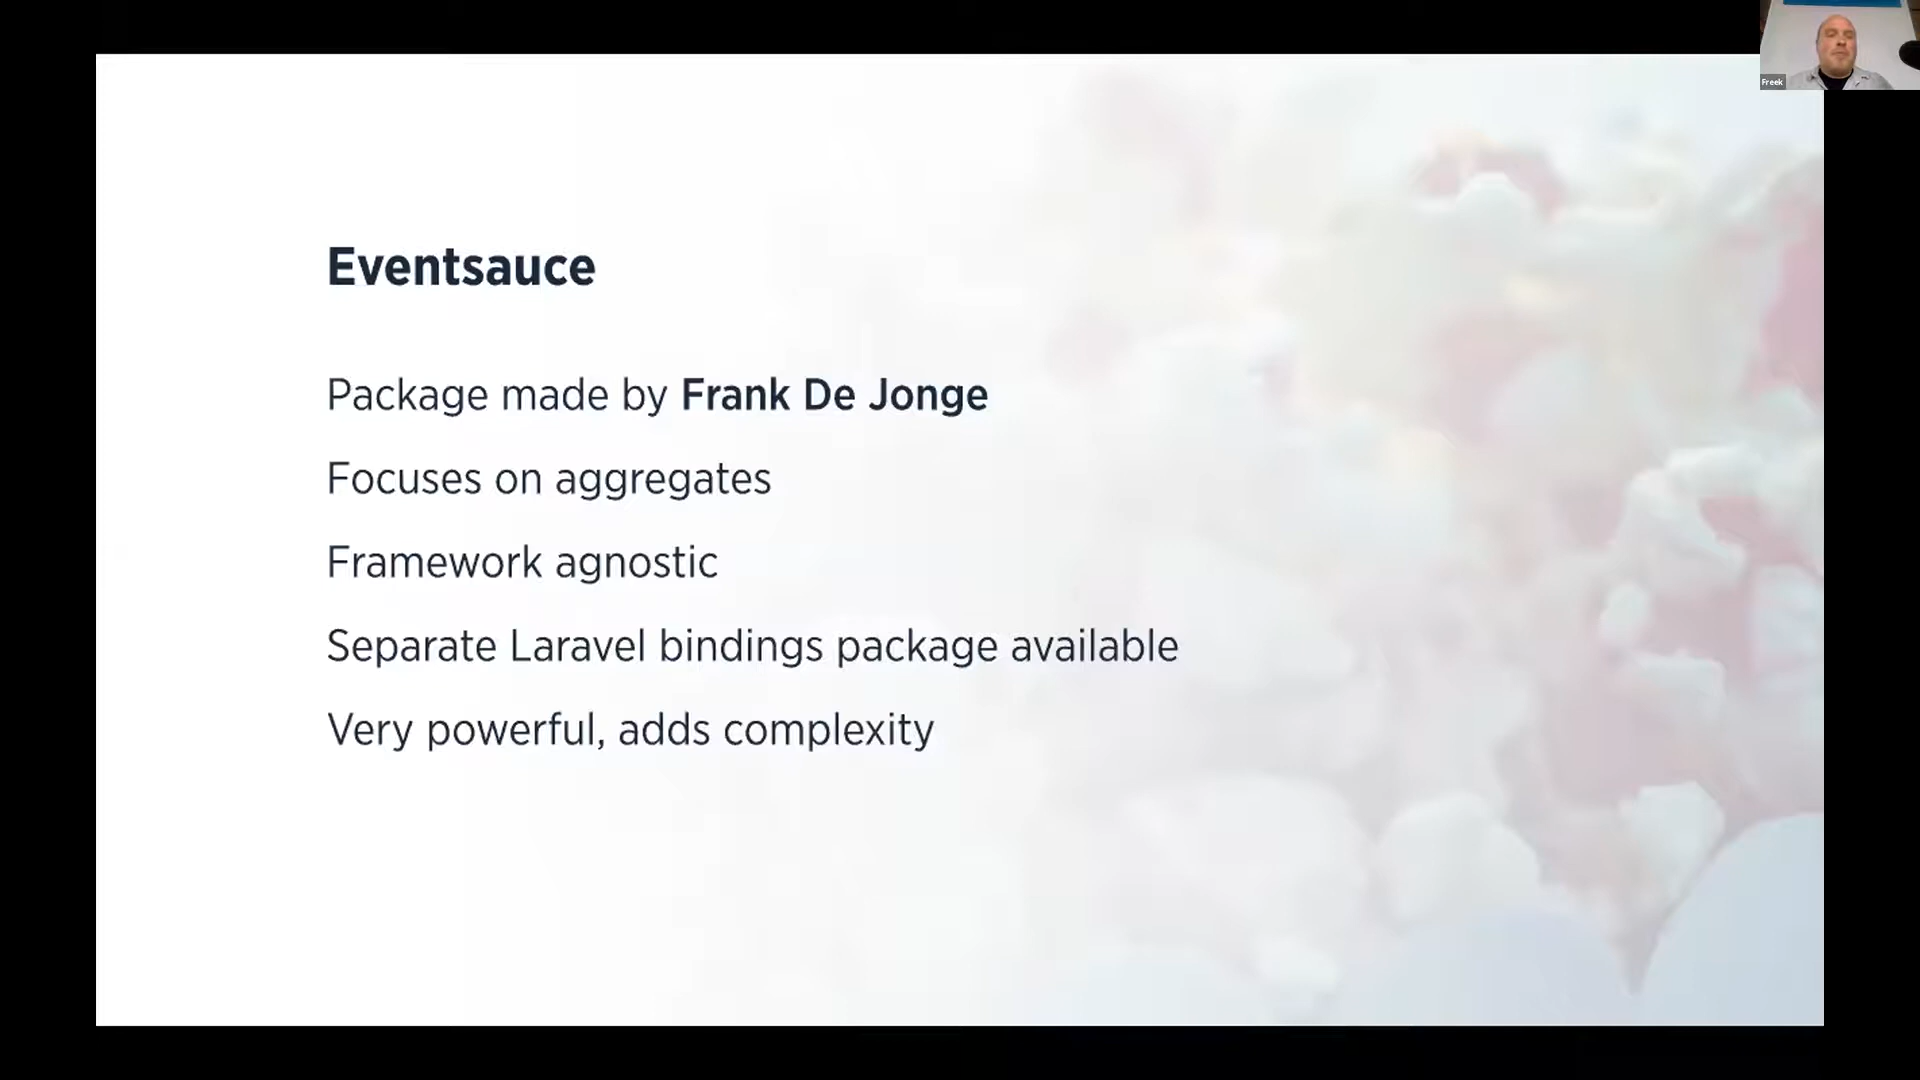 Freek
Eventsauce
Package made by Frank De Jonge
Focuses on aggregates
Framework agnostic
Separate Laravel bindings package available
Very powerful, adds complexity